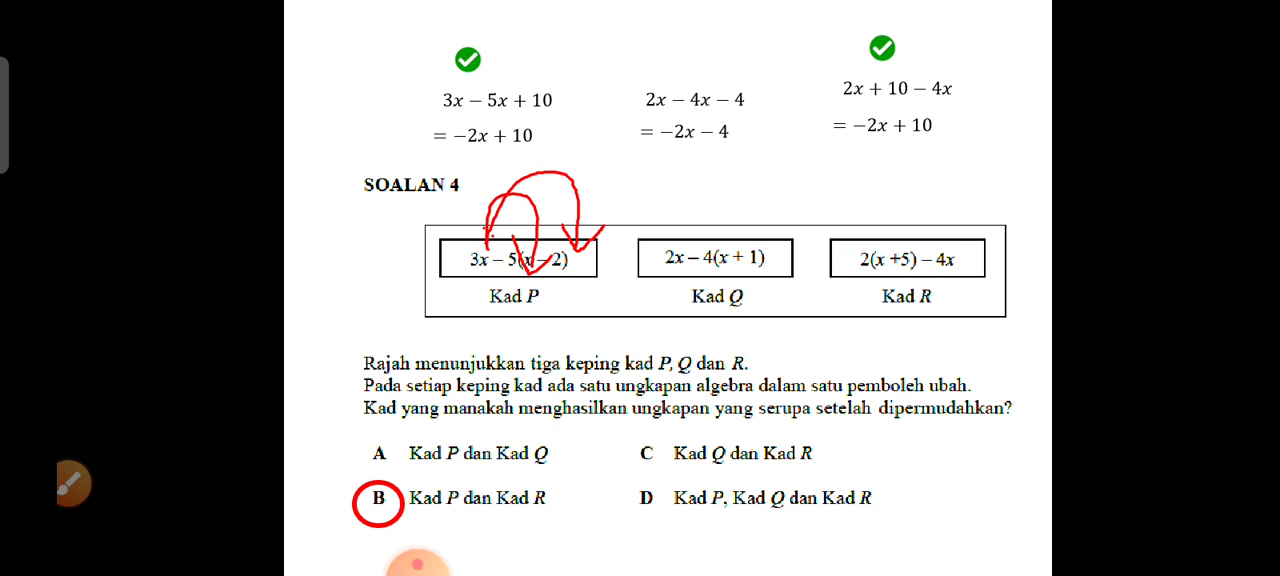 3x − 5x + 10
= −2x + 10
2x − 4x − 4
= −2x − 4
2x + 10 − 4x
= −2x + 10
SOALAN 4
3x – 5(x – 2)
Kad P
2x – 4(x + 1)
Kad Q
2(x +5) – 4x
Kad R
Rajah menunjukkan tiga keping kad P, Q dan R.
Pada setiap keping kad ada satu ungkapan algebra dalam satu pemboleh ubah.
Kad yang manakah menghasilkan ungkapan yang serupa setelah dipermudahkan?
A Kad P dan Kad Q
C Kad Q dan Kad R
B Kad P dan Kad R
D Kad P, Kad Q dan Kad R